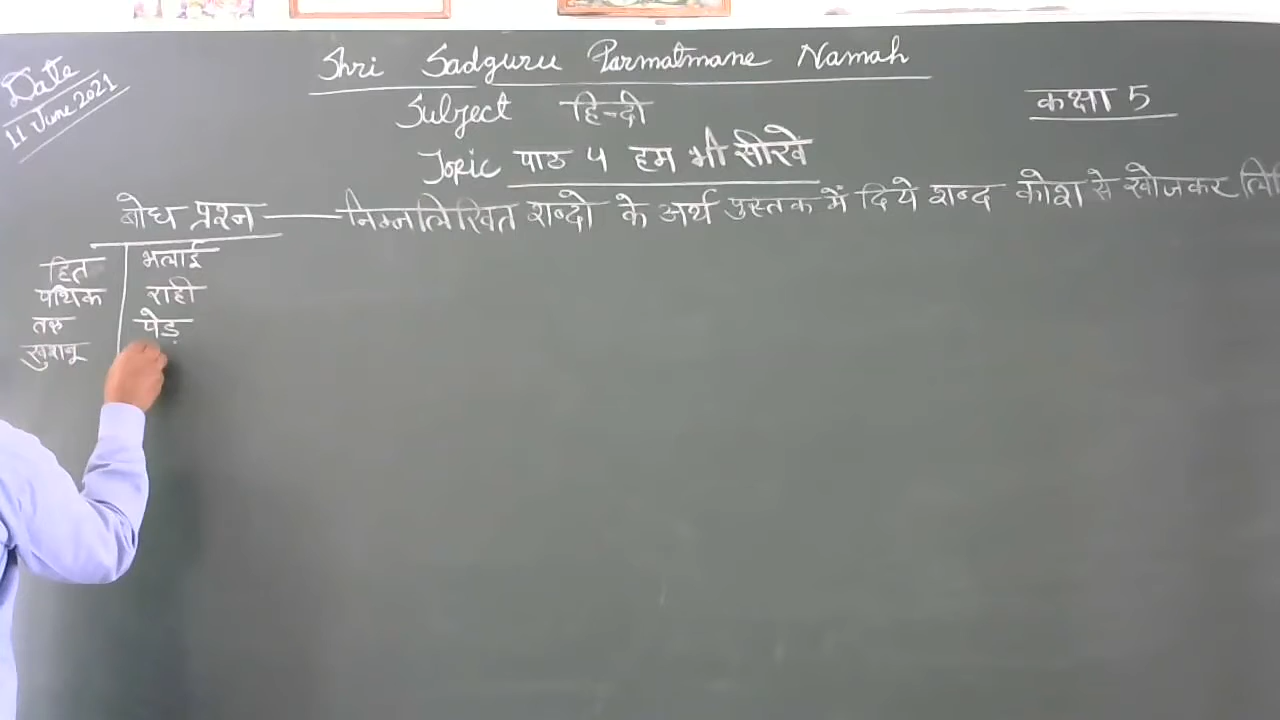 Date
11 June 2021
Shri Sadguru Parmatmane Namah
Subject हिन्दी
कक्षा 5
Topic पाठ 4 हम भी सीखें
बोध प्रश्न — निम्नलिखित शब्दो के अर्थ पुस्तक में दिये शब्द कोश से खोजकर
हित भलाई
पथिक राही
तरू पेड़
खुशबू